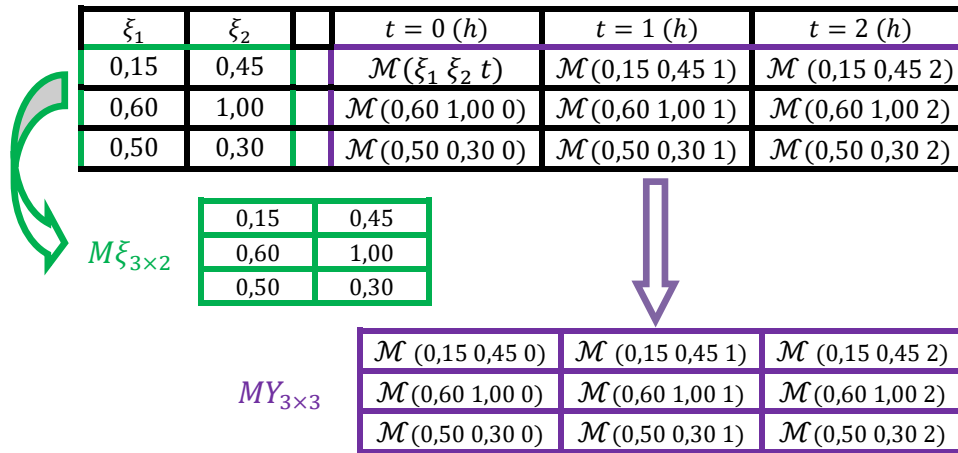 ξ₁ ξ₂ t = 0 (h) t = 1 (h) t = 2 (h)
0,15 0,45 ℳ(ξ₁ ξ₂ t) ℳ(0,15 0,45 1) ℳ (0,15 0,45 2)
0,60 1,00 ℳ(0,60 1,00 0) ℳ(0,60 1,00 1) ℳ(0,60 1,00 2)
0,50 0,30 ℳ(0,50 0,30 0) ℳ(0,50 0,30 1) ℳ(0,50 0,30 2)
Mξ₃ₓ₂
0,15 0,45
0,60 1,00
0,50 0,30
MY₃ₓ₃
ℳ (0,15 0,45 0) ℳ (0,15 0,45 1) ℳ (0,15 0,45 2)
ℳ(0,60 1,00 0) ℳ(0,60 1,00 1) ℳ(0,60 1,00 2)
ℳ(0,50 0,30 0) ℳ(0,50 0,30 1) ℳ(0,50 0,30 2)